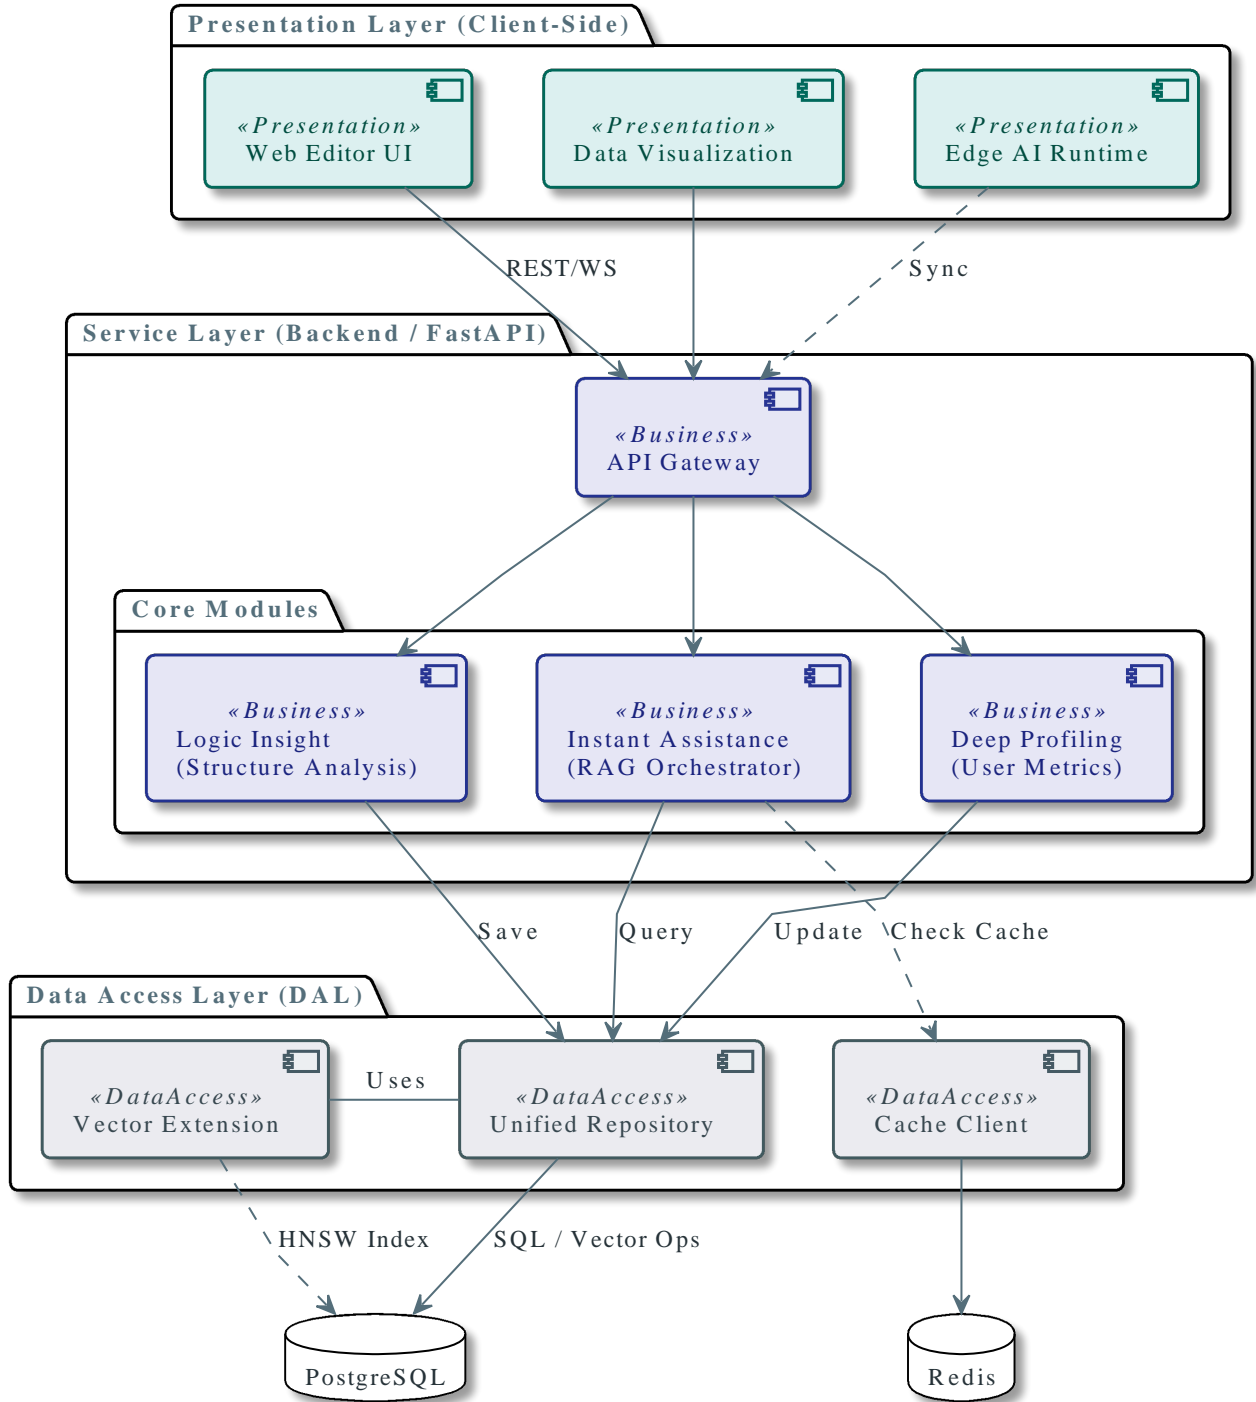 Presentation Layer (Client-Side)
«Presentation»
Web Editor UI
«Presentation»
Data Visualization
«Presentation»
Edge AI Runtime
REST/WS
Sync
Service Layer (Backend / FastAPI)
«Business»
API Gateway
Core Modules
«Business»
Logic Insight
(Structure Analysis)
«Business»
Instant Assistance
(RAG Orchestrator)
«Business»
Deep Profiling
(User Metrics)
Save
Query
Update
Check Cache
Data Access Layer (DAL)
«DataAccess»
Vector Extension
Uses
«DataAccess»
Unified Repository
«DataAccess»
Cache Client
HNSW Index
SQL / Vector Ops
PostgreSQL
Redis